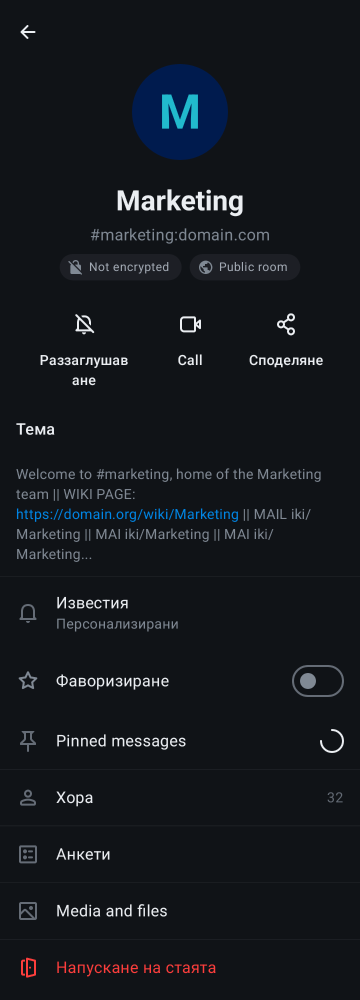 M
Marketing
#marketing:domain.com
Not encrypted
Public room
Раззаглушав
ане
Call
Споделяне
Тема
Welcome to #marketing, home of the Marketing
team || WIKI PAGE:
https://domain.org/wiki/Marketing || MAIL iki/
Marketing || MAI iki/Marketing || MAI iki/
Marketing...
Известия
Персонализирани
Фаворизиране
Pinned messages
Хора 32
Анкети
Media and files
Напускане на стаята